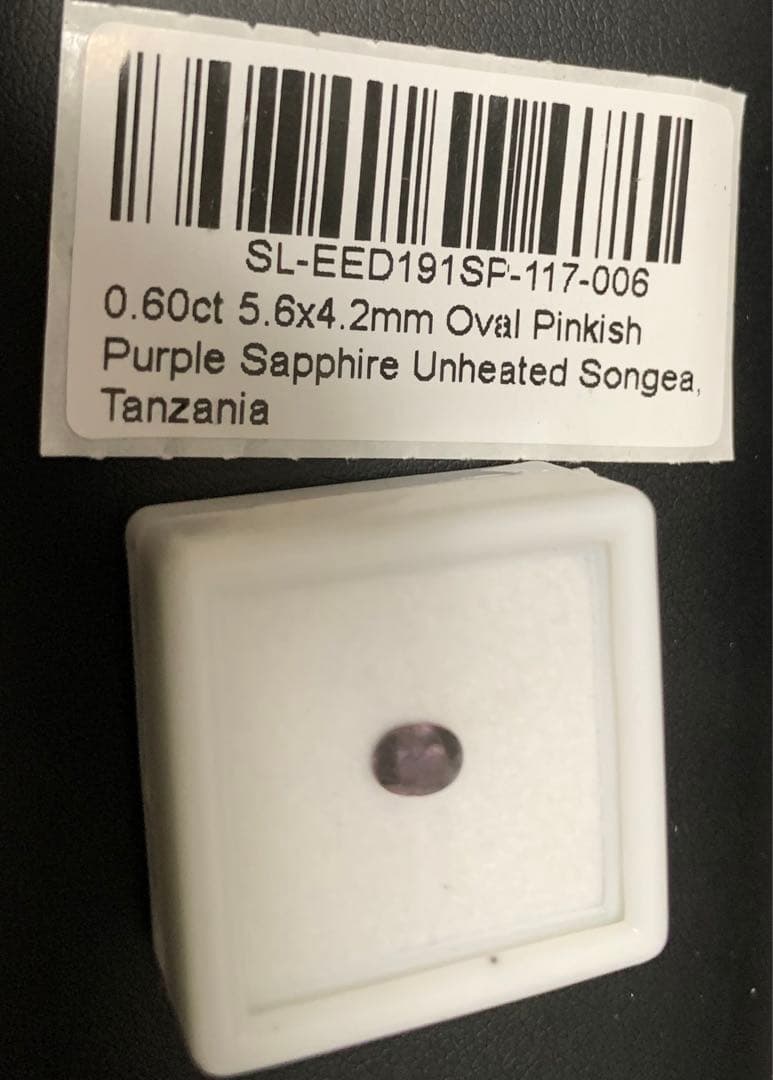 SL-EED191SP-117-006
0.60ct 5.6x4.2mm Oval Pinkish
Purple Sapphire Unheated Songea,
Tanzania